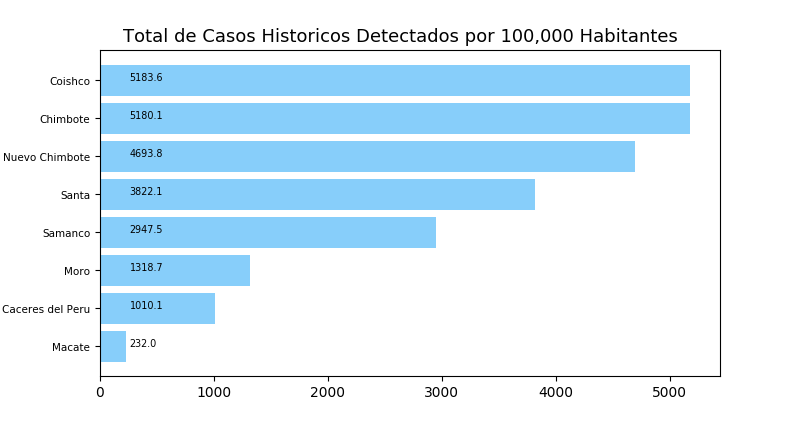 Total de Casos Historicos Detectados por 100,000 Habitantes
Coishco 5183.6
Chimbote 5180.1
Nuevo Chimbote 4693.8
Santa 3822.1
Samanco 2947.5
Moro 1318.7
Caceres del Peru 1010.1
Macate 232.0
0 1000 2000 3000 4000 5000